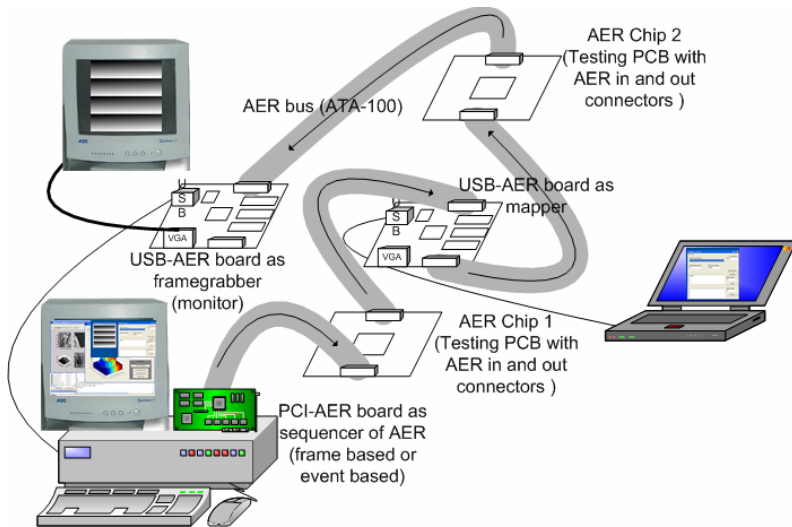 AER Chip 2
(Testing PCB with
AER in and out
connectors )
AER bus (ATA-100)
U
S
B
VGA
USB-AER board as
framegrabber
(monitor)
USB-AER board as
mapper
U
S
B
VGA
AER Chip 1
(Testing PCB with
AER in and out
connectors )
PCI-AER board as
sequencer of AER
(frame based or
event based)